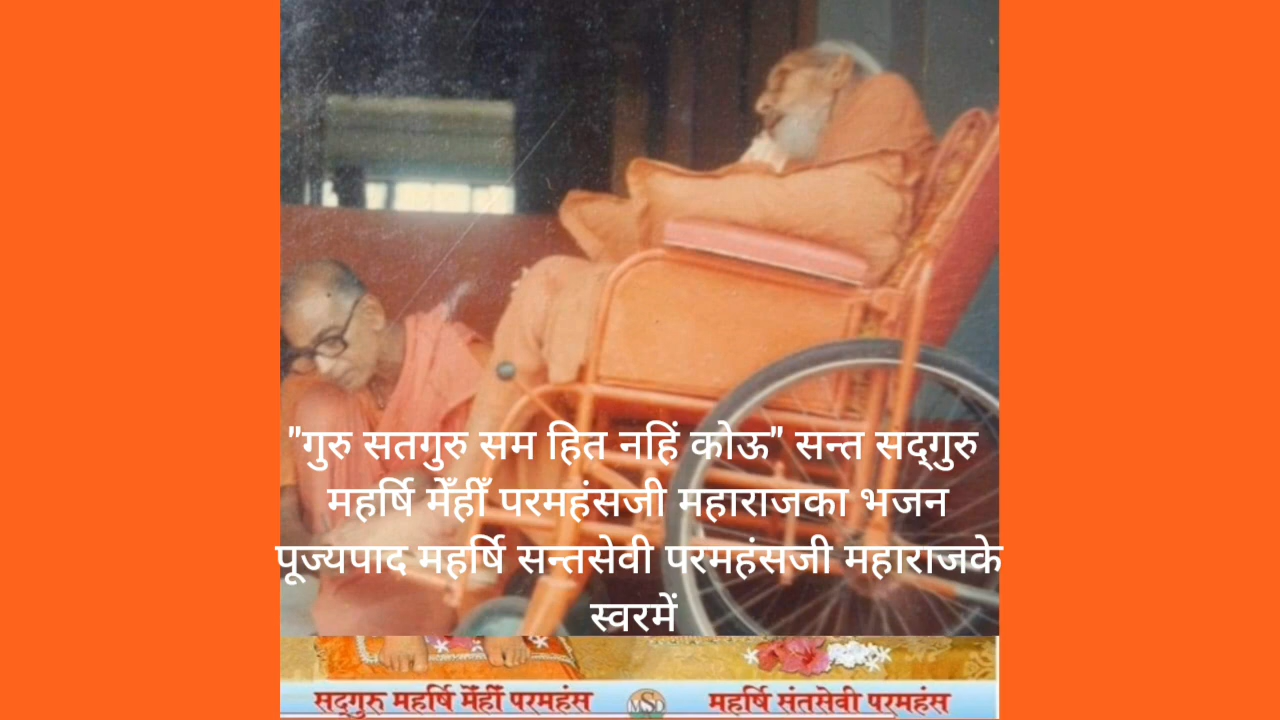 "गुरु सतगुरु सम हित नहिं कोऊ" सन्त सद्‌गुरु
महर्षि मेँहीँ परमहंसजी महाराजका भजन
पूज्यपाद महर्षि सन्तसेवी परमहंसजी महाराजके
स्वरमें
सद्‌गुरु महर्षि मेँहीँ परमहंस
महर्षि संतसेवी परमहंस